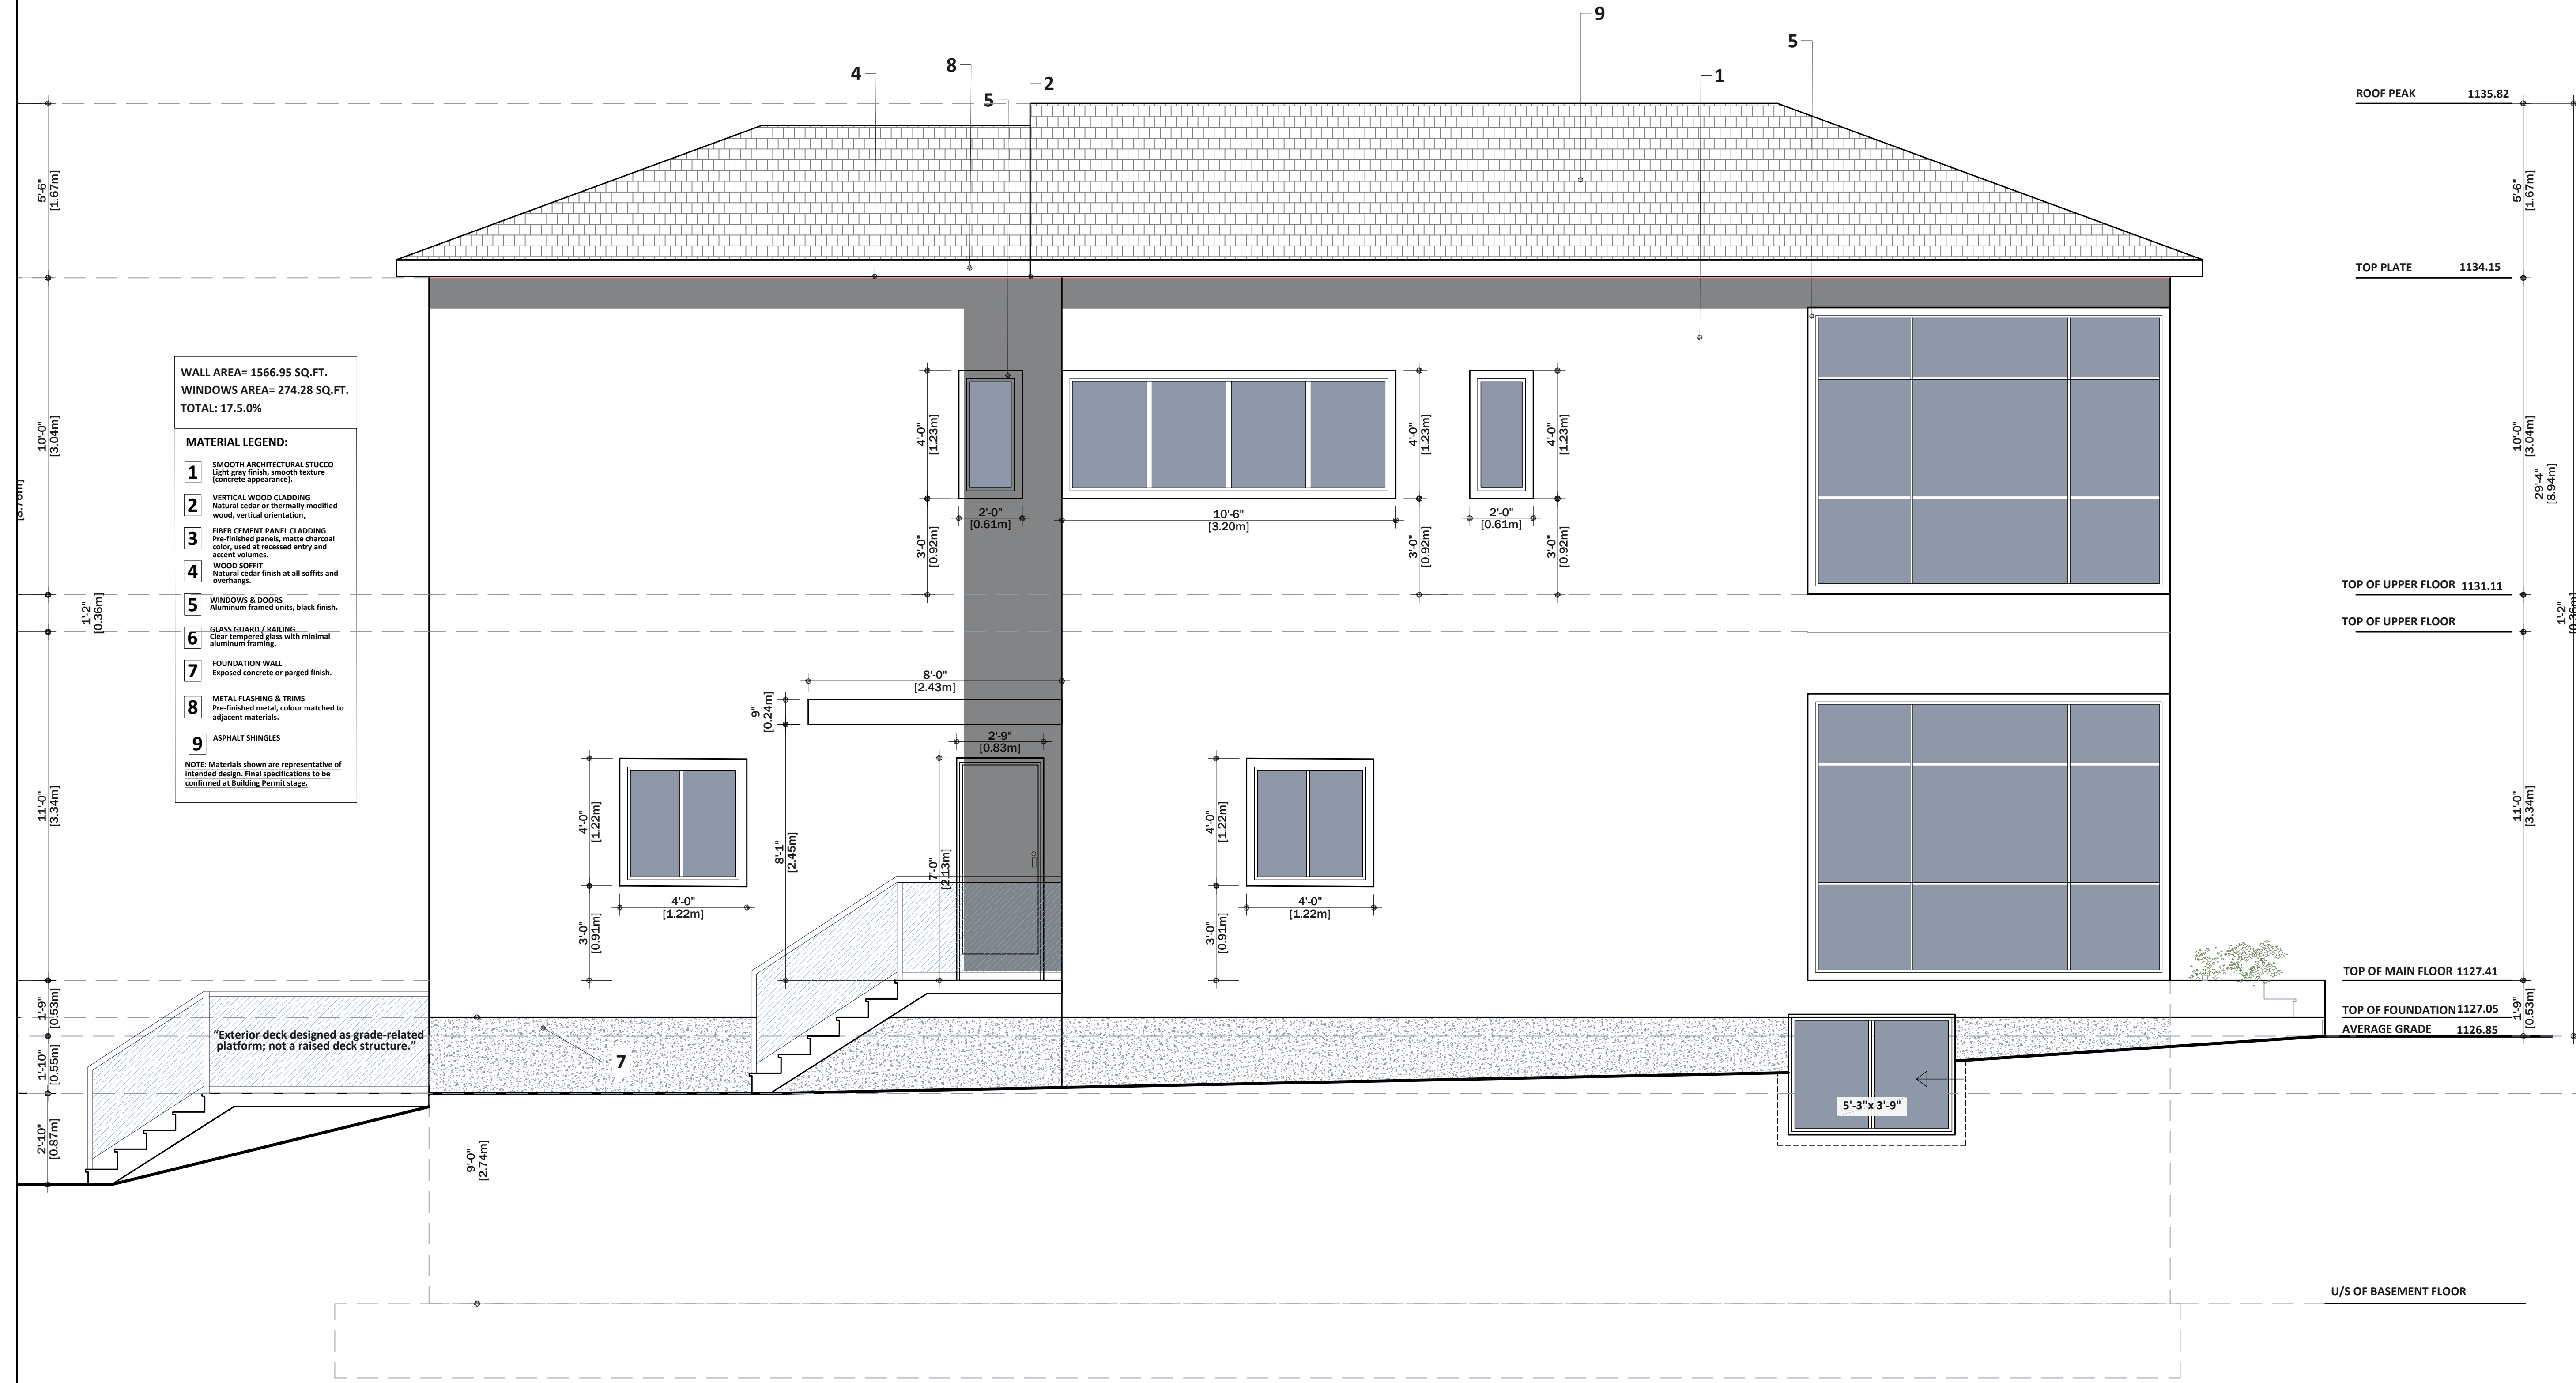 9
5
4
8
2
1
5
ROOF PEAK 1135.82
5'-6"
[1.67m]
5'-6"
[1.67m]
TOP PLATE 1134.15
WALL AREA= 1566.95 SQ.FT.
WINDOWS AREA= 274.28 SQ.FT.
TOTAL: 17.5.0%
MATERIAL LEGEND:
1 SMOOTH ARCHITECTURAL STUCCO
Light gray finish, smooth texture
(concrete appearance).
2 VERTICAL WOOD CLADDING
Natural cedar or thermally modified
wood, vertical orientation.
3 FIBER CEMENT PANEL CLADDING
Pre-finished panels, matte charcoal
color, used at recessed entry and
accent volumes.
4 WOOD SOFFIT
Natural cedar finish at all soffits and
overhangs.
5 WINDOWS & DOORS
Aluminum framed units, black finish.
6 GLASS GUARD / RAILING
Clear tempered glass with minimal
aluminum framing.
7 FOUNDATION WALL
Exposed concrete or parged finish.
8 METAL FLASHING & TRIMS
Pre-finished metal, colour matched to
adjacent materials.
9 ASPHALT SHINGLES
NOTE: Materials shown are representative of
intended design. Final specifications to be
confirmed at Building Permit stage.
10'-0"
[3.04m]
1'-2"
[0.36m]
11'-0"
[3.34m]
1'-9"
[0.53m]
1'-10"
[0.55m]
2'-10"
[0.87m]
4'-0"
[1.23m]
3'-0"
[0.92m]
2'-0"
[0.61m]
10'-6"
[3.20m]
4'-0"
[1.23m]
3'-0"
[0.92m]
2'-0"
[0.61m]
4'-0"
[1.23m]
3'-0"
[0.92m]
10'-0"
[3.04m]
29'-4"
[8.94m]
TOP OF UPPER FLOOR 1131.11
TOP OF UPPER FLOOR
1'-2"
[0.36m]
8'-0"
[2.43m]
9"
[0.24m]
2'-9"
[0.83m]
8'-1"
[2.45m]
7'-0"
[2.13m]
4'-0"
[1.22m]
3'-0"
[0.91m]
4'-0"
[1.22m]
4'-0"
[1.22m]
3'-0"
[0.91m]
4'-0"
[1.22m]
11'-0"
[3.34m]
TOP OF MAIN FLOOR 1127.41
TOP OF FOUNDATION 1127.05
AVERAGE GRADE 1126.85
1'-9"
[0.53m]
“Exterior deck designed as grade-related
platform; not a raised deck structure.”
7
5'-3"x 3'-9"
9'-0"
[2.74m]
U/S OF BASEMENT FLOOR